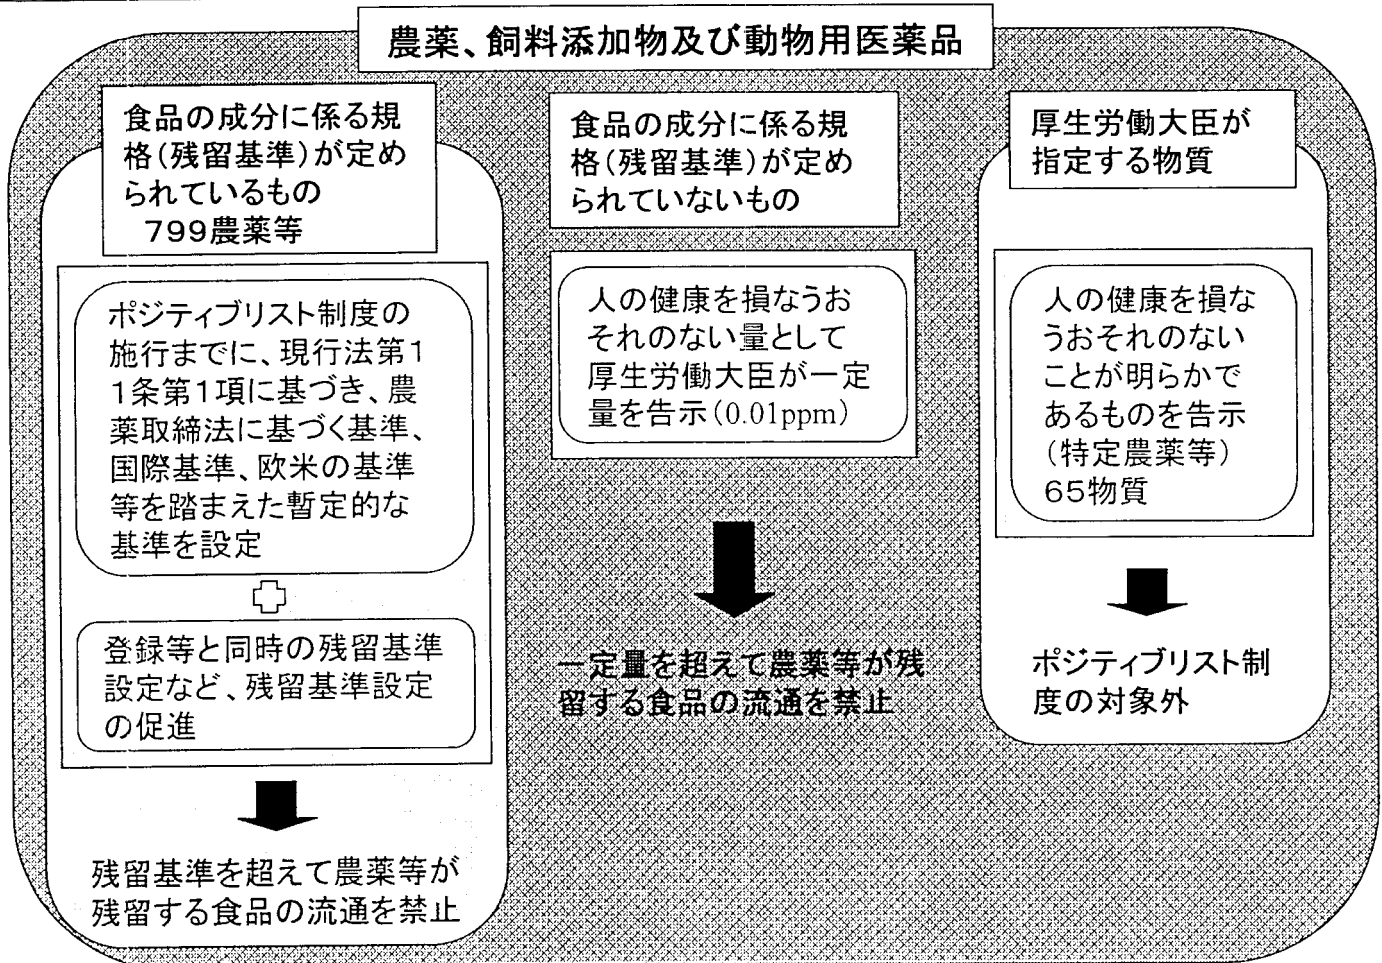 農薬、飼料添加物及び動物用医薬品
食品の成分に係る規
格(残留基準)が定め
られているもの
799農薬等
ポジティブリスト制度の
施行までに、現行法第1
1条第1項に基づき、農
薬取締法に基づく基準、
国際基準、欧米の基準
等を踏まえた暫定的な
基準を設定
登録等と同時の残留基準
設定など、残留基準設定
の促進
残留基準を超えて農薬等が
残留する食品の流通を禁止
食品の成分に係る規
格(残留基準)が定め
られていないもの
人の健康を損なうお
それのない量として
厚生労働大臣が一定
量を告示(0.01ppm)
一定量を超えて農薬等が残
留する食品の流通を禁止
厚生労働大臣が
指定する物質
人の健康を損な
うおそれのない
ことが明らかで
あるものを告示
(特定農薬等)
65物質
ポジティブリスト制
度の対象外